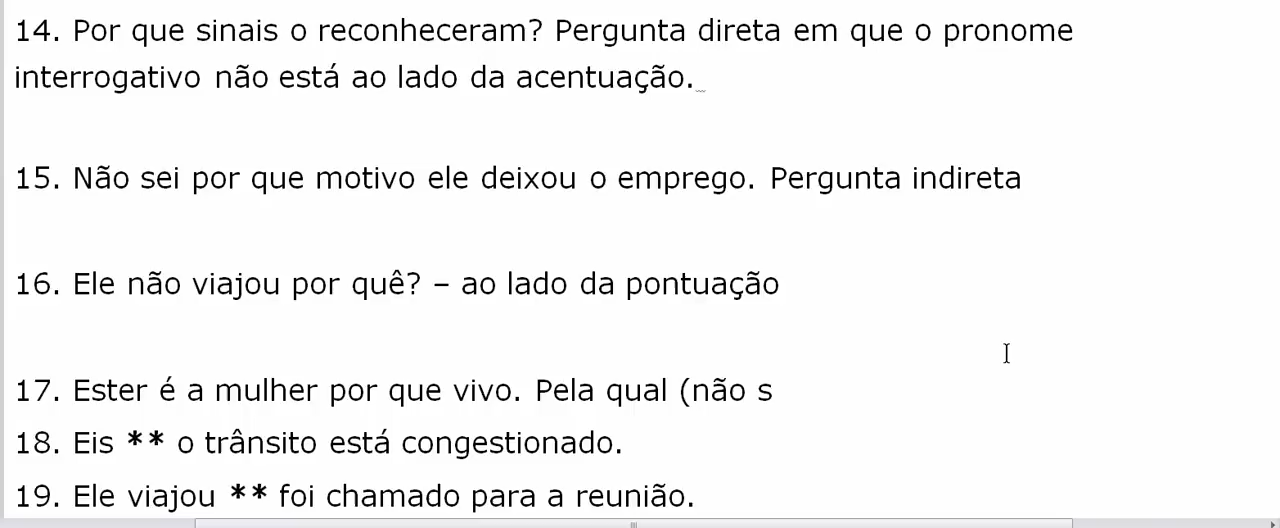 14. Por que sinais o reconheceram? Pergunta direta em que o pronome
interrogativo não está ao lado da acentuação.
15. Não sei por que motivo ele deixou o emprego. Pergunta indireta
16. Ele não viajou por quê? – ao lado da pontuação
17. Ester é a mulher por que vivo. Pela qual (não s
18. Eis ** o trânsito está congestionado.
19. Ele viajou ** foi chamado para a reunião.